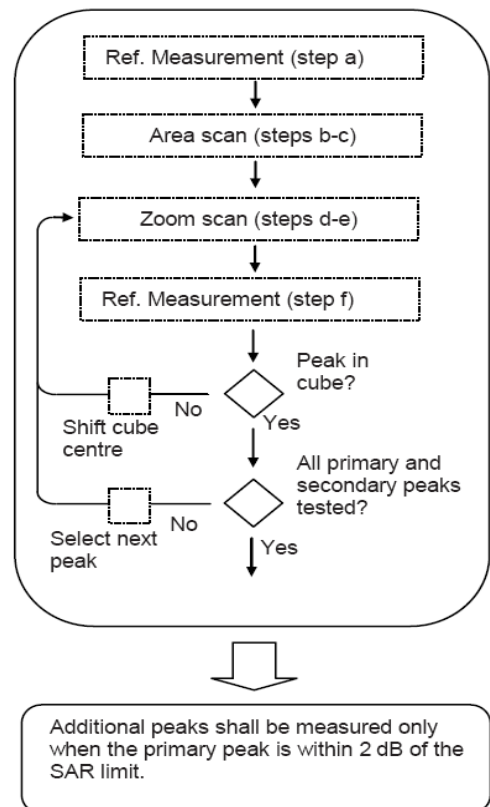 Ref. Measurement (step a)
Area scan (steps b-c)
Zoom scan (steps d-e)
Ref. Measurement (step f)
Peak in
cube?
No
Yes
Shift cube
centre
All primary and
secondary peaks
tested?
No
Yes
Select next
peak
Additional peaks shall be measured only
when the primary peak is within 2 dB of the
SAR limit.